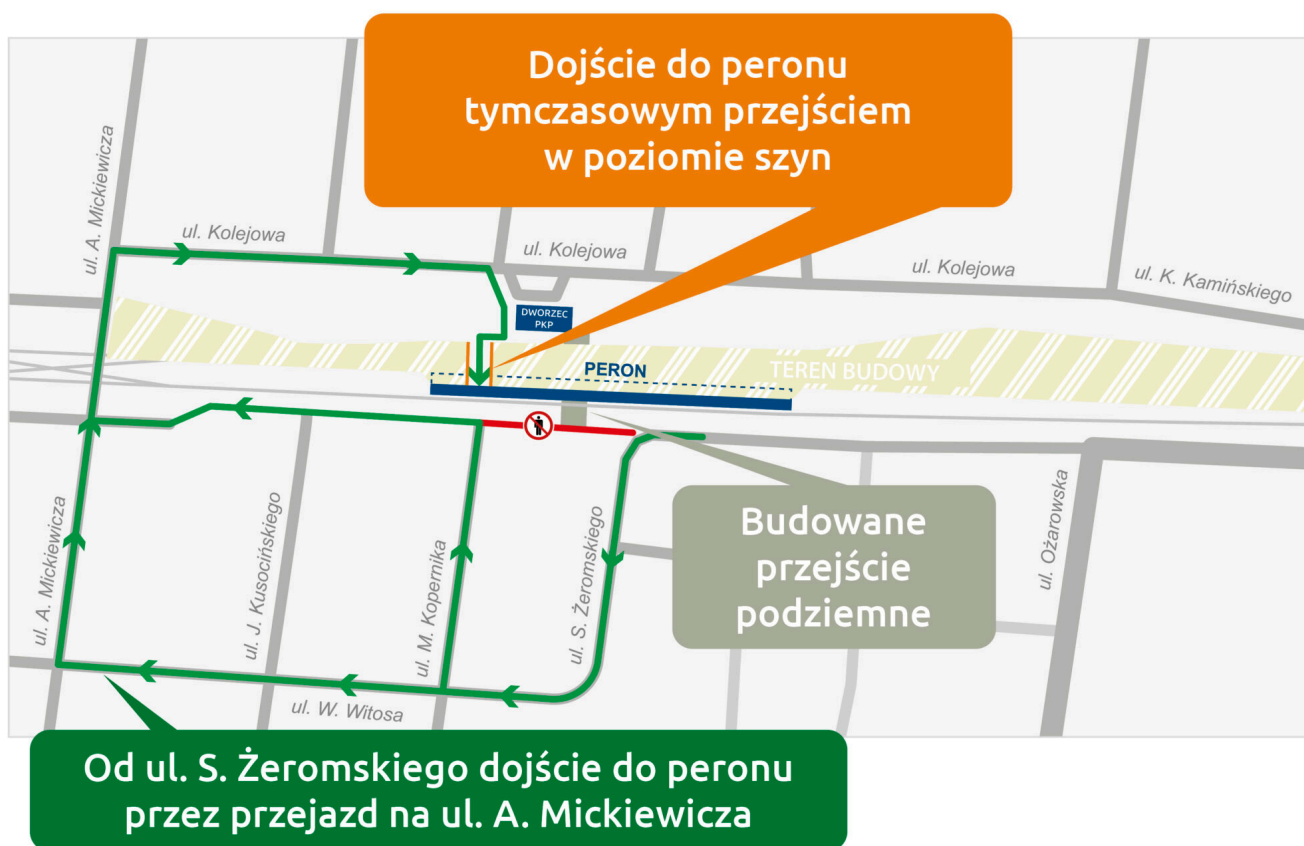 Dojście do peronu
tymczasowym przejściem
w poziomie szyn
ul. A. Mickiewicza
ul. Kolejowa
ul. Kolejowa
ul. Kolejowa
ul. K. Kamińskiego
DWORZEC
PKP
PERON
TEREN BUDOWY
ul. A. Mickiewicza
ul. J. Kusocińskiego
ul. M. Kopernika
ul. S. Żeromskiego
ul. Ożarowska
Budowane
przejście
podziemne
ul. W. Witosa
Od ul. S. Żeromskiego dojście do peronu
przez przejazd na ul. A. Mickiewicza